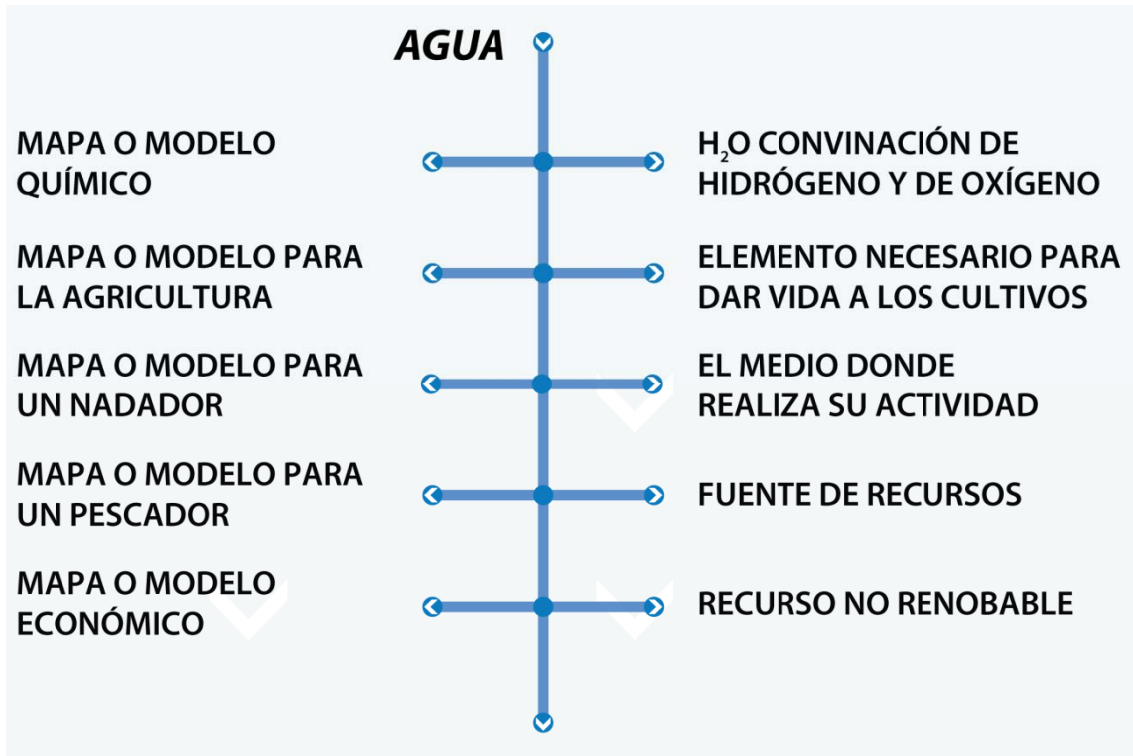 AGUA
MAPA O MODELO
QUÍMICO
H₂O CONVINACIÓN DE
HIDRÓGENO Y DE OXÍGENO
MAPA O MODELO PARA
LA AGRICULTURA
ELEMENTO NECESARIO PARA
DAR VIDA A LOS CULTIVOS
MAPA O MODELO PARA
UN NADADOR
EL MEDIO DONDE
REALIZA SU ACTIVIDAD
MAPA O MODELO PARA
UN PESCADOR
FUENTE DE RECURSOS
MAPA O MODELO
ECONÓMICO
RECURSO NO RENOBABLE